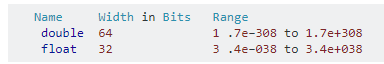 Name Width in Bits Range
double 64 1 .7e-308 to 1.7e+308
float 32 3 .4e-038 to 3.4e+038